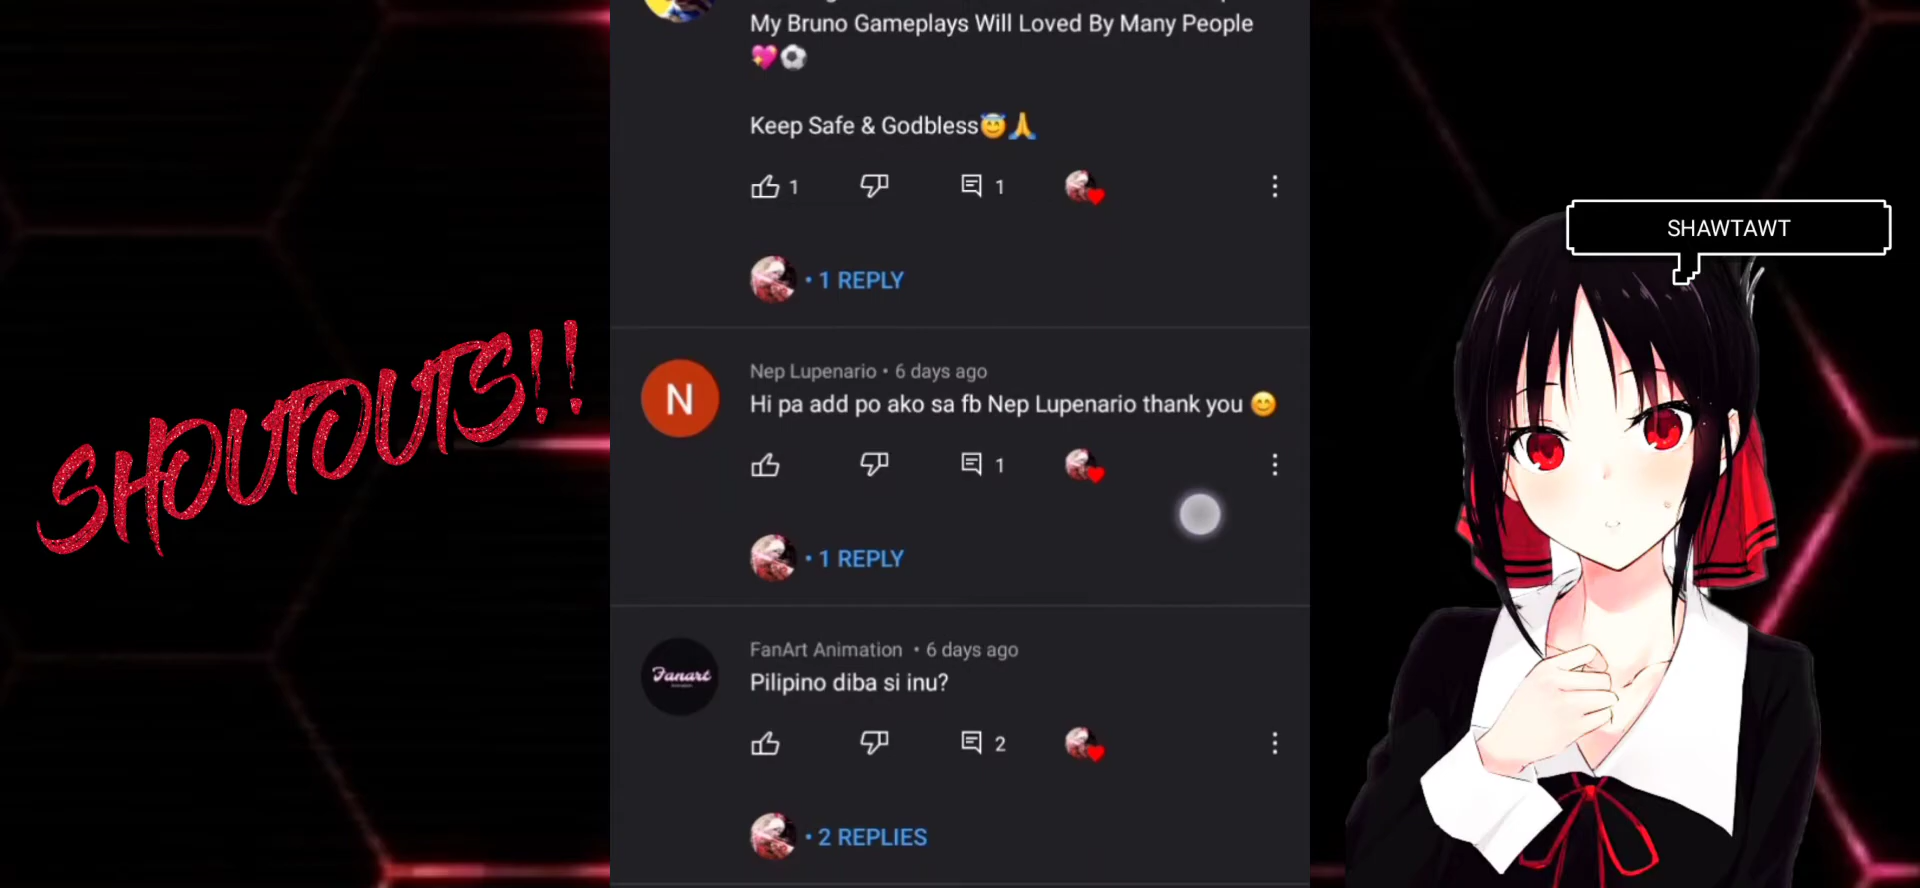 My Bruno Gameplays Will Loved By Many People
💖⚽
Keep Safe & Godbless😇🙏
1
1
• 1 REPLY
SHAWTAWT
SHOUTOUTS!!
N
Nep Lupenario • 6 days ago
Hi pa add po ako sa fb Nep Lupenario thank you 😊
1
• 1 REPLY
Fanart
FanArt Animation • 6 days ago
Pilipino diba si inu?
2
• 2 REPLIES